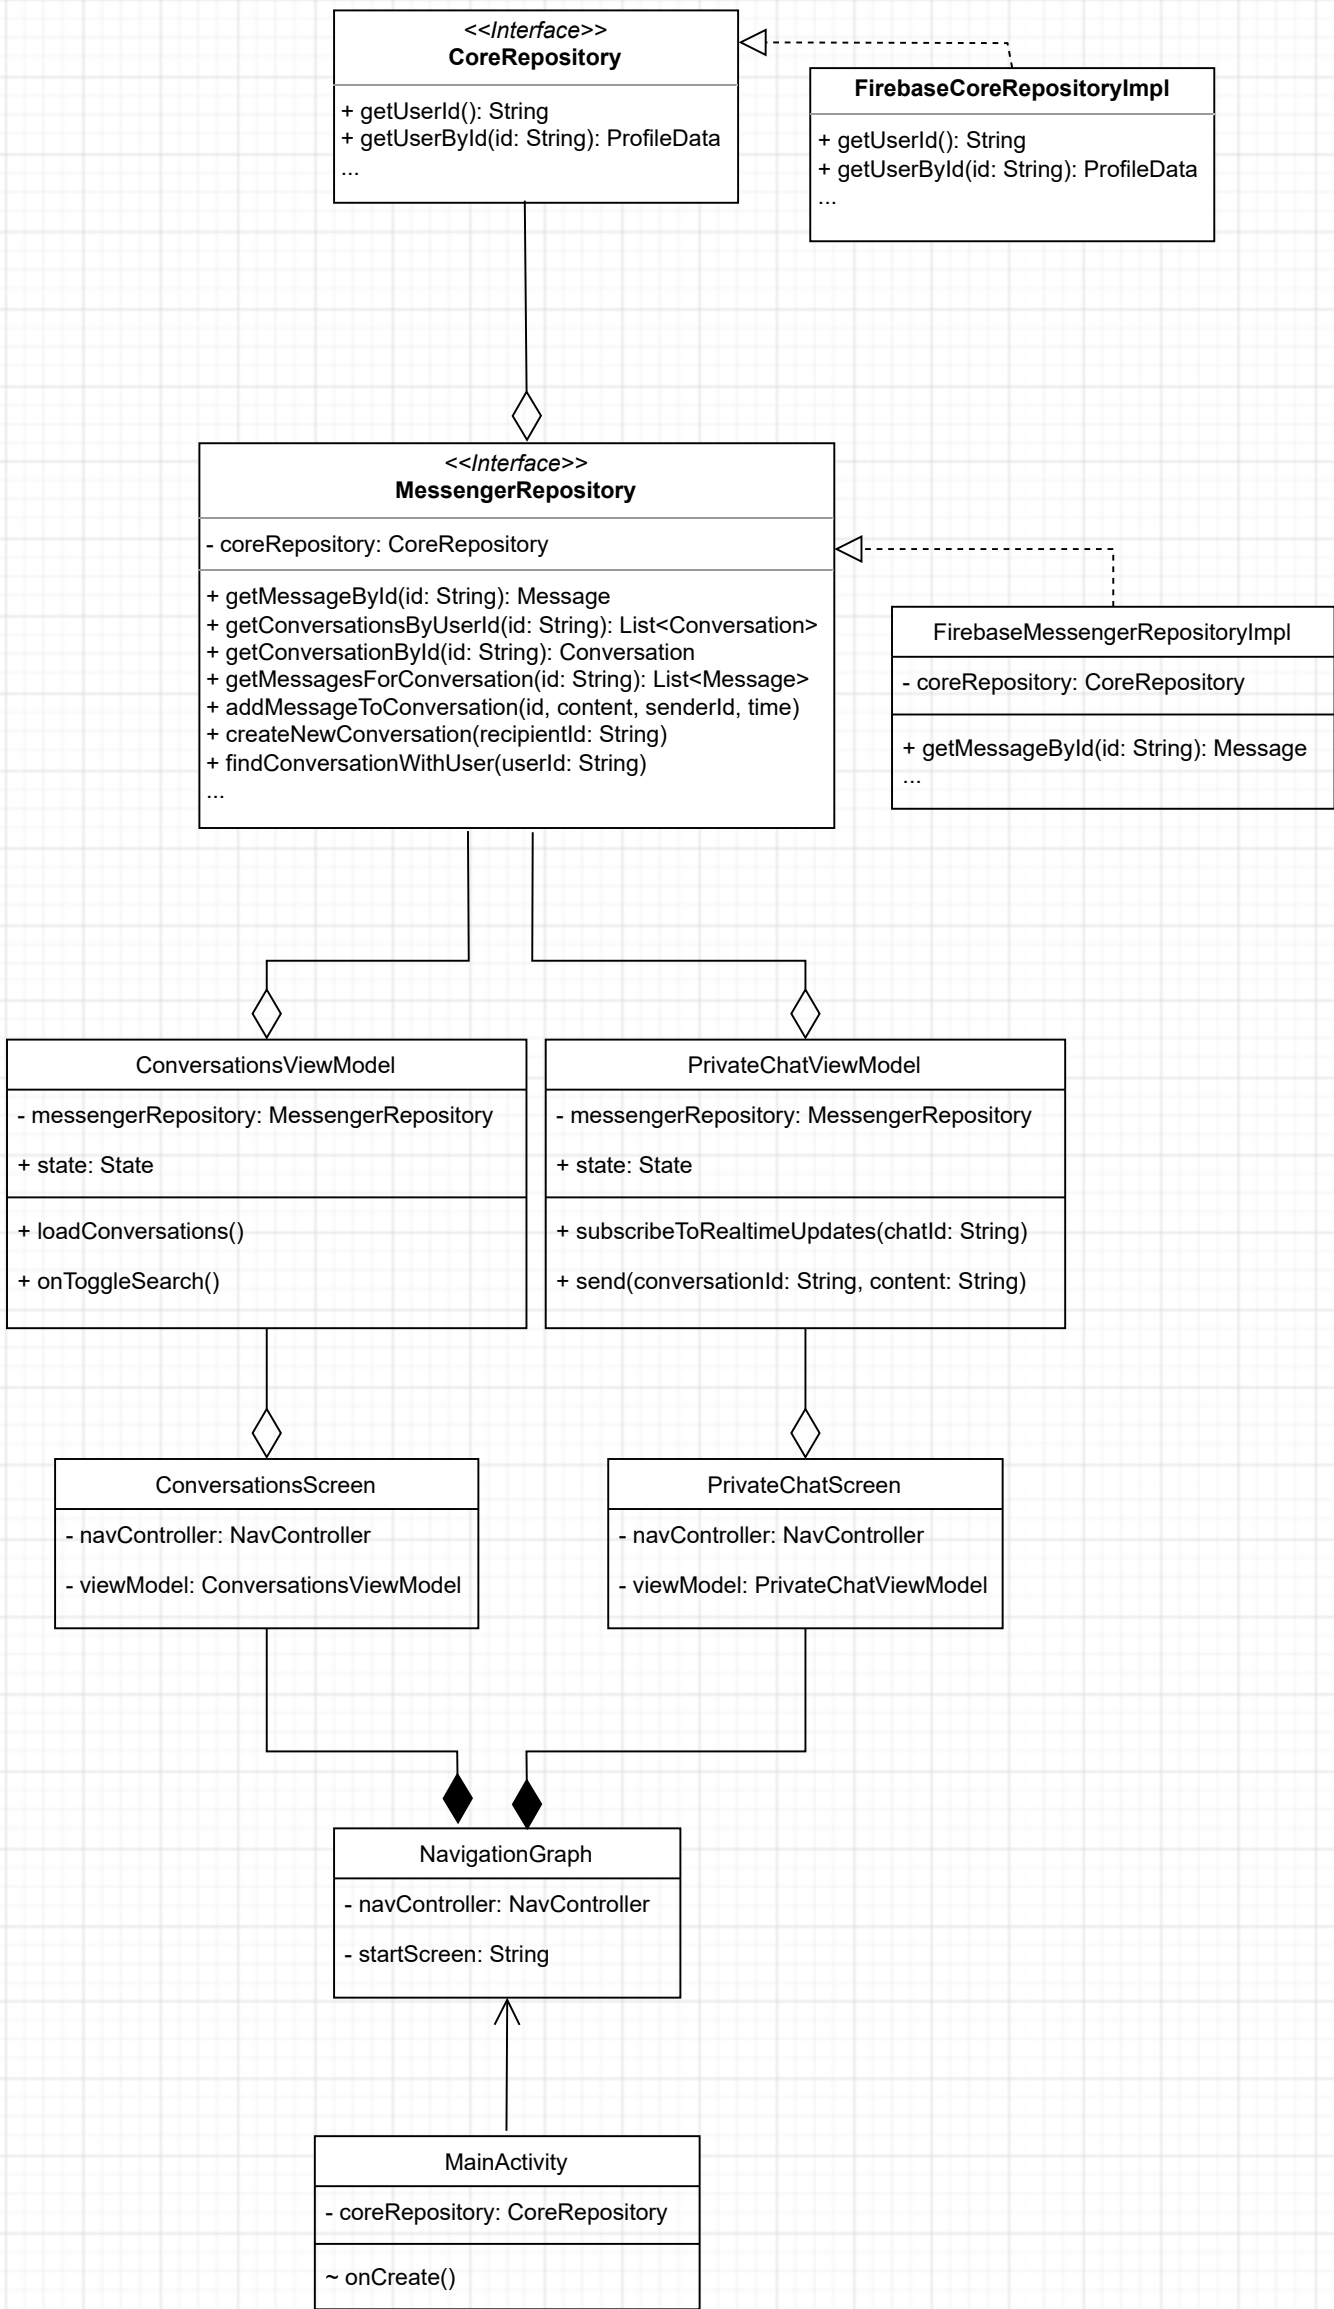 <<Interface>>
CoreRepository
+ getUserId(): String
+ getUserById(id: String): ProfileData
...
FirebaseCoreRepositoryImpl
+ getUserId(): String
+ getUserById(id: String): ProfileData
...
<<Interface>>
MessengerRepository
- coreRepository: CoreRepository
+ getMessageById(id: String): Message
+ getConversationsByUserId(id: String): List<Conversation>
+ getConversationById(id: String): Conversation
+ getMessagesForConversation(id: String): List<Message>
+ addMessageToConversation(id, content, senderId, time)
+ createNewConversation(recipientId: String)
+ findConversationWithUser(userId: String)
...
FirebaseMessengerRepositoryImpl
- coreRepository: CoreRepository
+ getMessageById(id: String): Message
...
ConversationsViewModel
- messengerRepository: MessengerRepository
+ state: State
+ loadConversations()
+ onToggleSearch()
PrivateChatViewModel
- messengerRepository: MessengerRepository
+ state: State
+ subscribeToRealtimeUpdates(chatId: String)
+ send(conversationId: String, content: String)
ConversationsScreen
- navController: NavController
- viewModel: ConversationsViewModel
PrivateChatScreen
- navController: NavController
- viewModel: PrivateChatViewModel
NavigationGraph
- navController: NavController
- startScreen: String
MainActivity
- coreRepository: CoreRepository
~ onCreate()